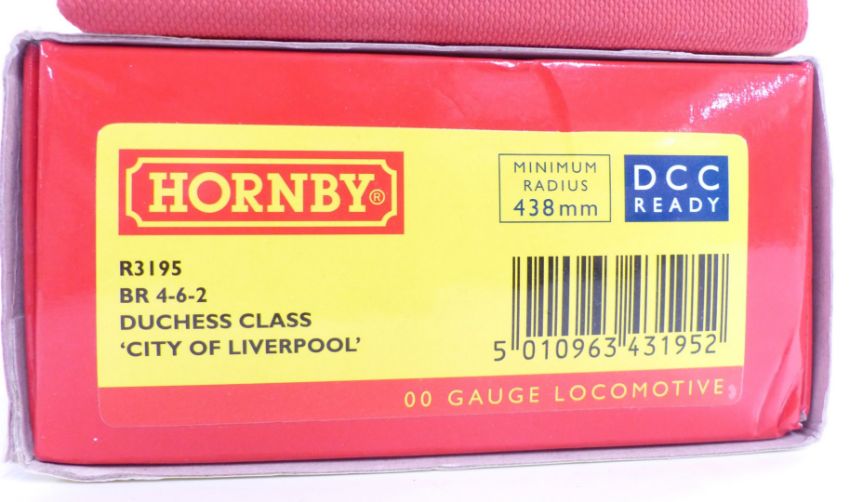 HORNBY®
MINIMUM
RADIUS
438mm
DCC
READY
R3195
BR 4-6-2
DUCHESS CLASS
‘CITY OF LIVERPOOL’
5 010963 431952
00 GAUGE LOCOMOTIVE